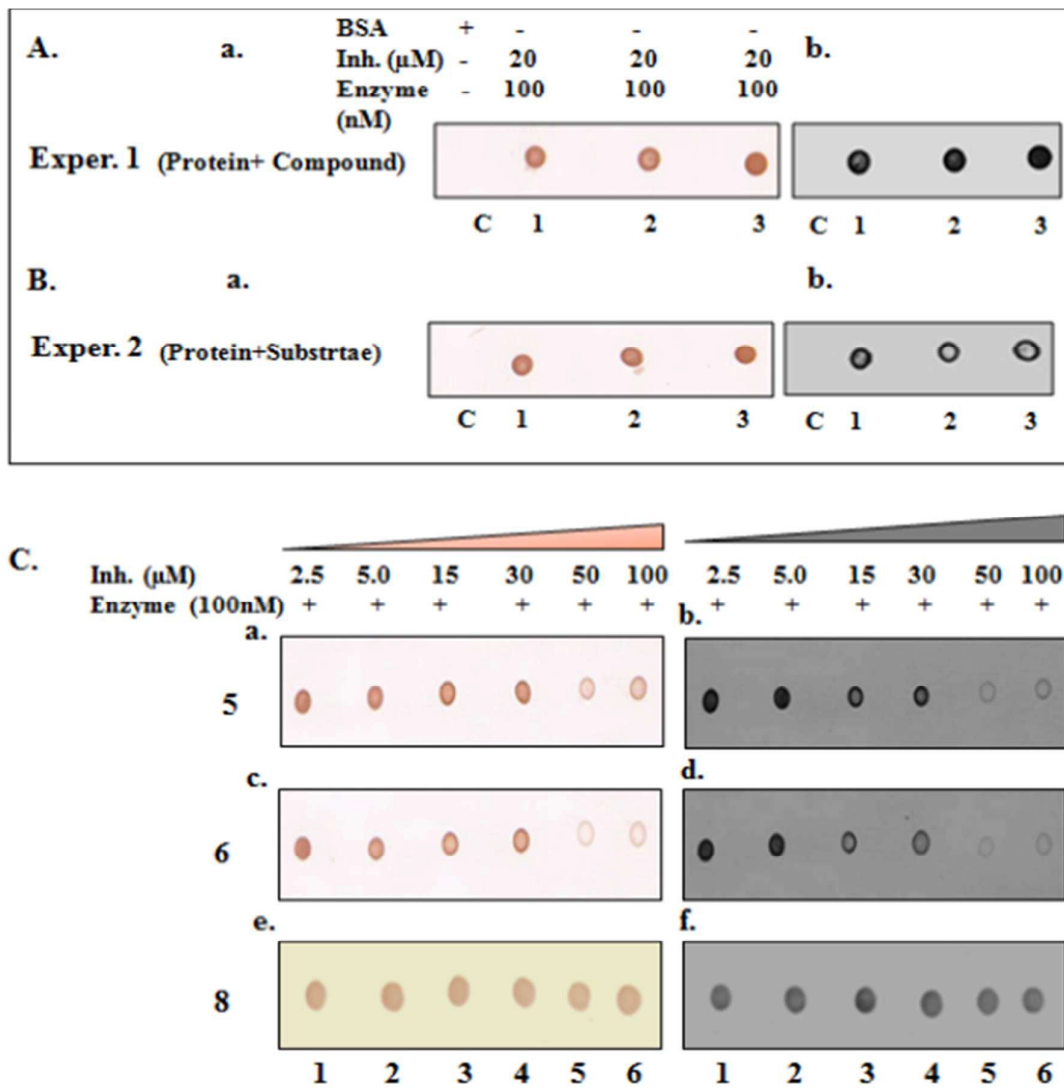 BSA + - - -
A. a. Inh. (µM) - 20 20 20 b.
Enzyme - 100 100 100
(nM)
Exper. 1 (Protein+ Compound)
C 1 2 3 C 1 2 3
B. a. b.
Exper. 2 (Protein+Substrtae)
C 1 2 3 C 1 2 3
C.
Inh. (µM) 2.5 5.0 15 30 50 100 2.5 5.0 15 30 50 100
Enzyme (100nM) + + + + + + + + + + + +
a. b.
5
c. d.
6
e. f.
8
1 2 3 4 5 6 1 2 3 4 5 6